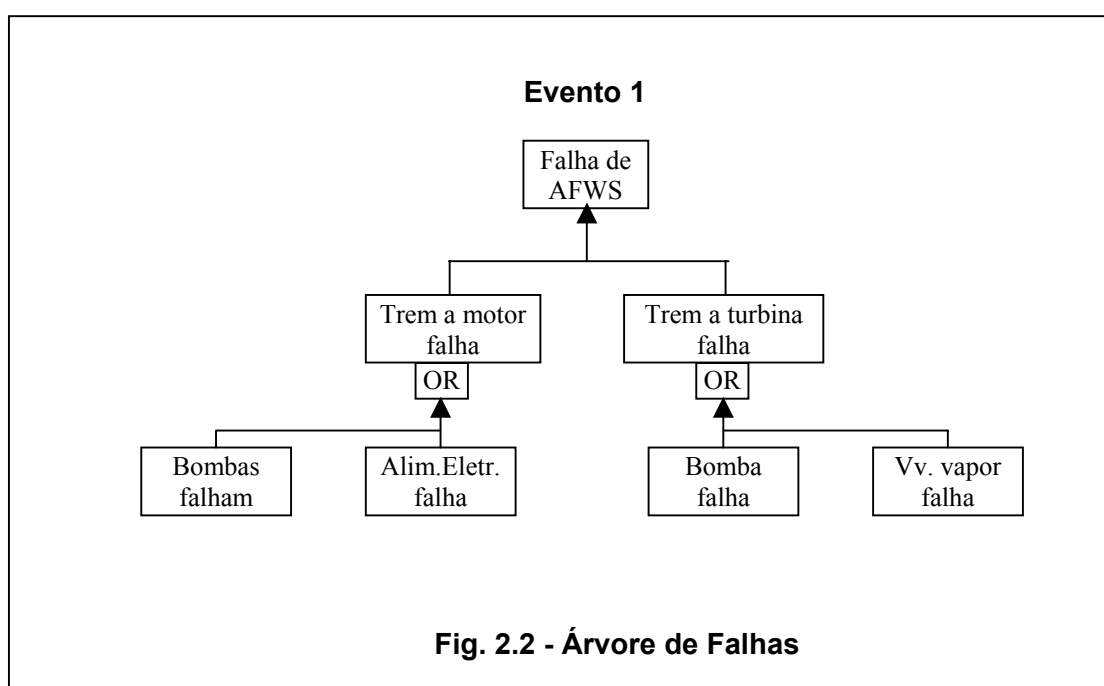 Evento 1
Falha de
AFWS
Trem a motor
falha
Trem a turbina
falha
OR
OR
Bombas
falham
Alim.Eletr.
falha
Bomba
falha
Vv. vapor
falha
Fig. 2.2 - Árvore de Falhas